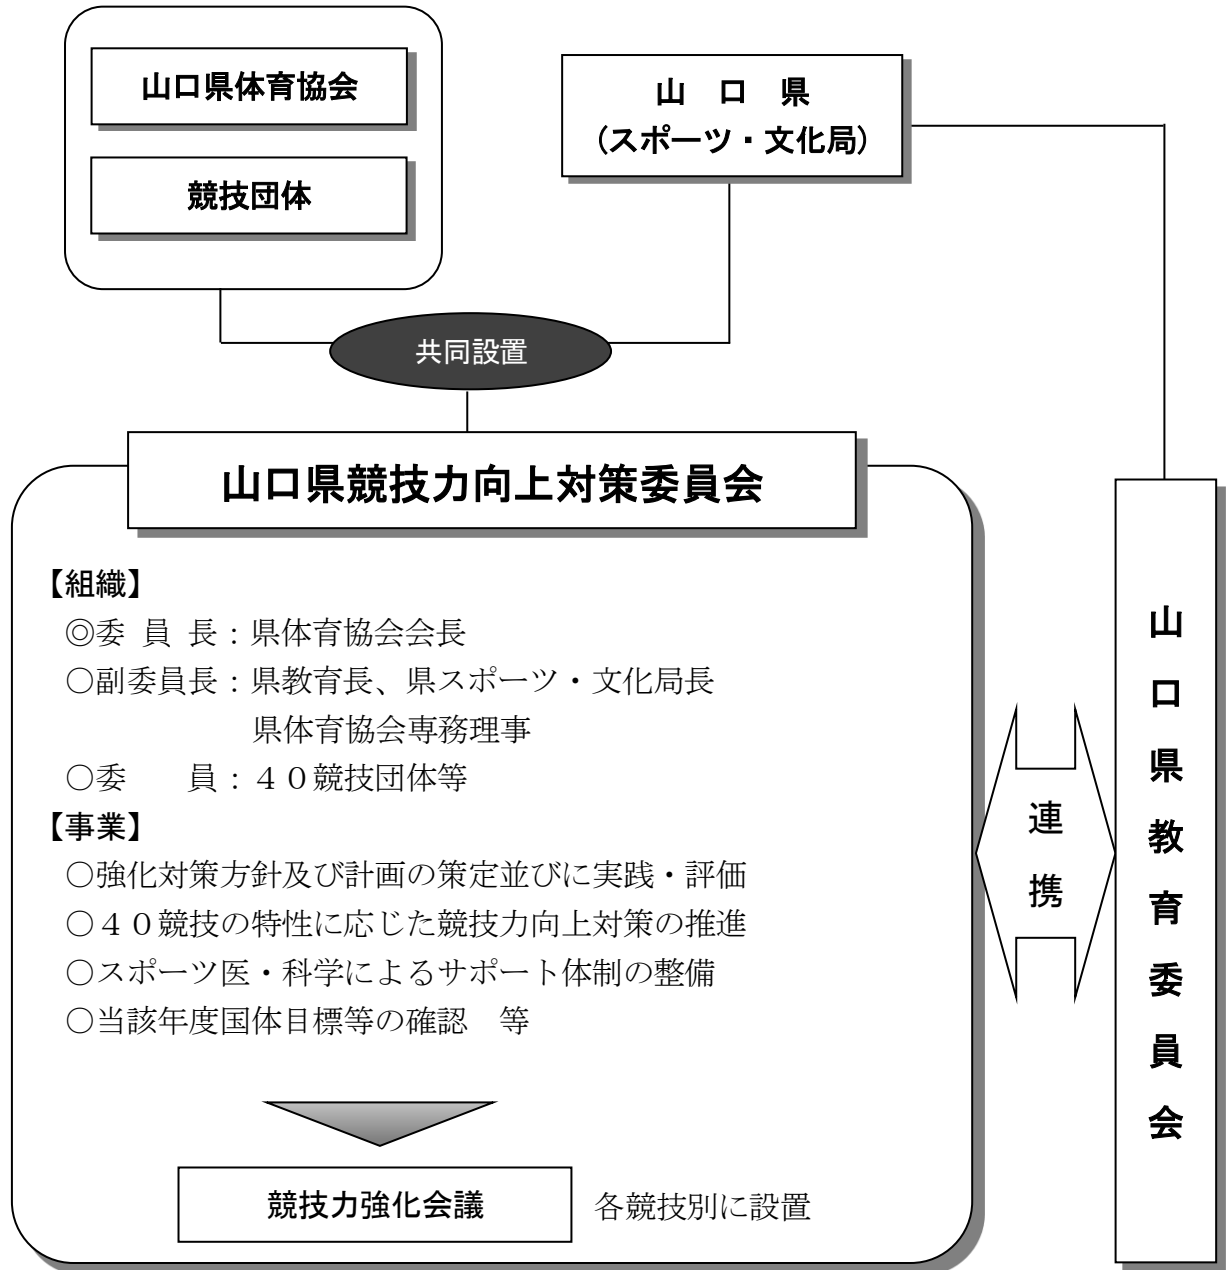 山口県体育協会
競技団体
山　口　県
（スポーツ・文化局）
共同設置
山口県競技力向上対策委員会
【組織】
◎委 員 長：県体育協会会長
○副委員長：県教育長、県スポーツ・文化局長
県体育協会専務理事
○委　　員：４０競技団体等
【事業】
○強化対策方針及び計画の策定並びに実践・評価
○４０競技の特性に応じた競技力向上対策の推進
○スポーツ医・科学によるサポート体制の整備
○当該年度国体目標等の確認　等
競技力強化会議
各競技別に設置
連携
山口県教育委員会